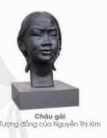 Cháu gái
Tượng đồng của Nguyễn Thị Kim